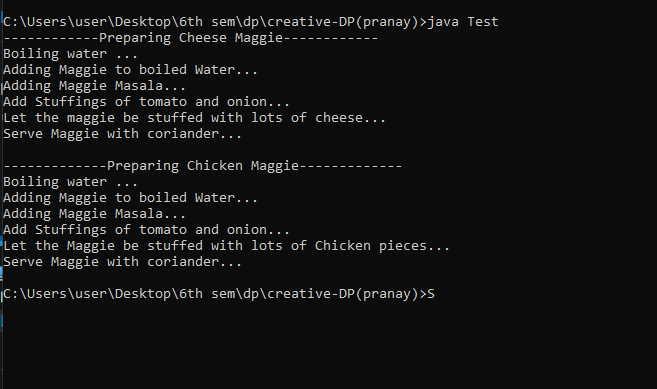 C:\Users\user\Desktop\6th sem\dp\creative-DP(pranay)>java Test
------------Preparing Cheese Maggie------------
Boiling water ...
Adding Maggie to boiled Water...
Adding Maggie Masala...
Add Stuffings of tomato and onion...
Let the maggie be stuffed with lots of cheese...
Serve Maggie with coriander...
-------------Preparing Chicken Maggie-------------
Boiling water ...
Adding Maggie to boiled Water...
Adding Maggie Masala...
Add Stuffings of tomato and onion...
Let the Maggie be stuffed with lots of Chicken pieces...
Serve Maggie with coriander...
C:\Users\user\Desktop\6th sem\dp\creative-DP(pranay)>S